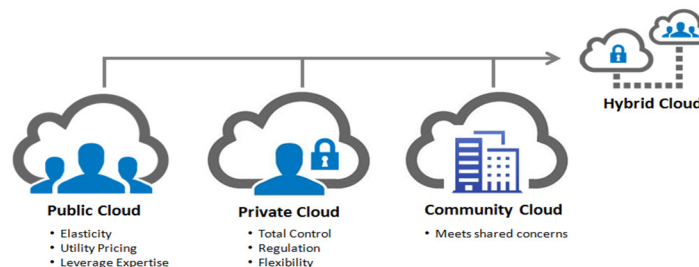 Hybrid Cloud
Public Cloud
• Elasticity
• Utility Pricing
• Leverage Expertise
Private Cloud
• Total Control
• Regulation
• Flexibility
Community Cloud
• Meets shared concerns